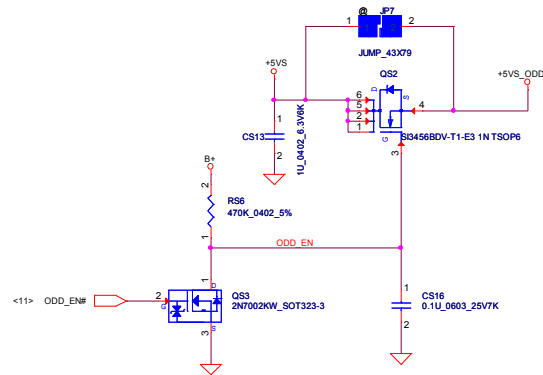 @ JP7
1 2
JUMP_43X79
+5VS
QS2
+5VS_ODD
D
S
6
5
2
1
4
G
3
SI3456BDV-T1-E3 1N TSOP6
1
CS13
2
1U_0402_6.3V6K
B+
2
RS6
470K_0402_5%
1
ODD_EN
<11> ODD_EN#
2
G
1
D
QS3
2N7002KW_SOT323-3
3
S
1
CS16
0.1U_0603_25V7K
2